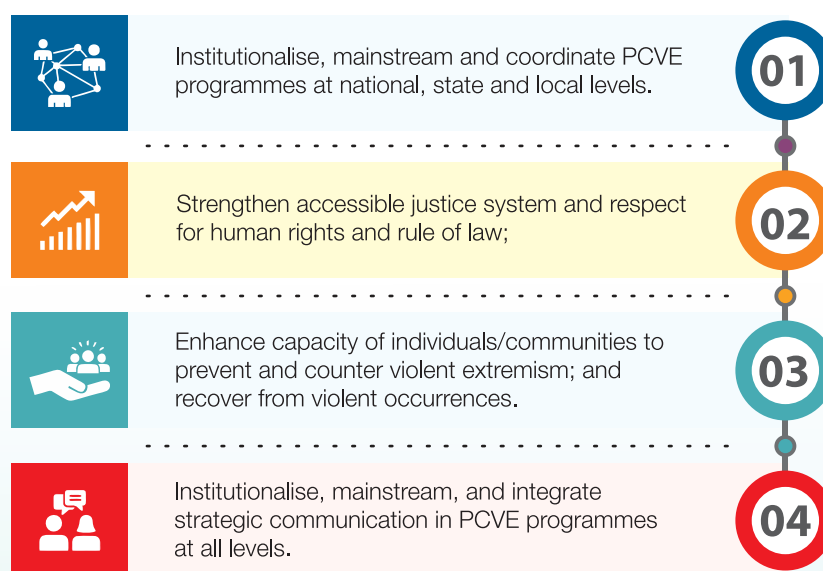 Institutionalise, mainstream and coordinate PCVE
programmes at national, state and local levels.
01
Strengthen accessible justice system and respect
for human rights and rule of law;
02
Enhance capacity of individuals/communities to
prevent and counter violent extremism; and
recover from violent occurrences.
03
Institutionalise, mainstream, and integrate
strategic communication in PCVE programmes
at all levels.
04